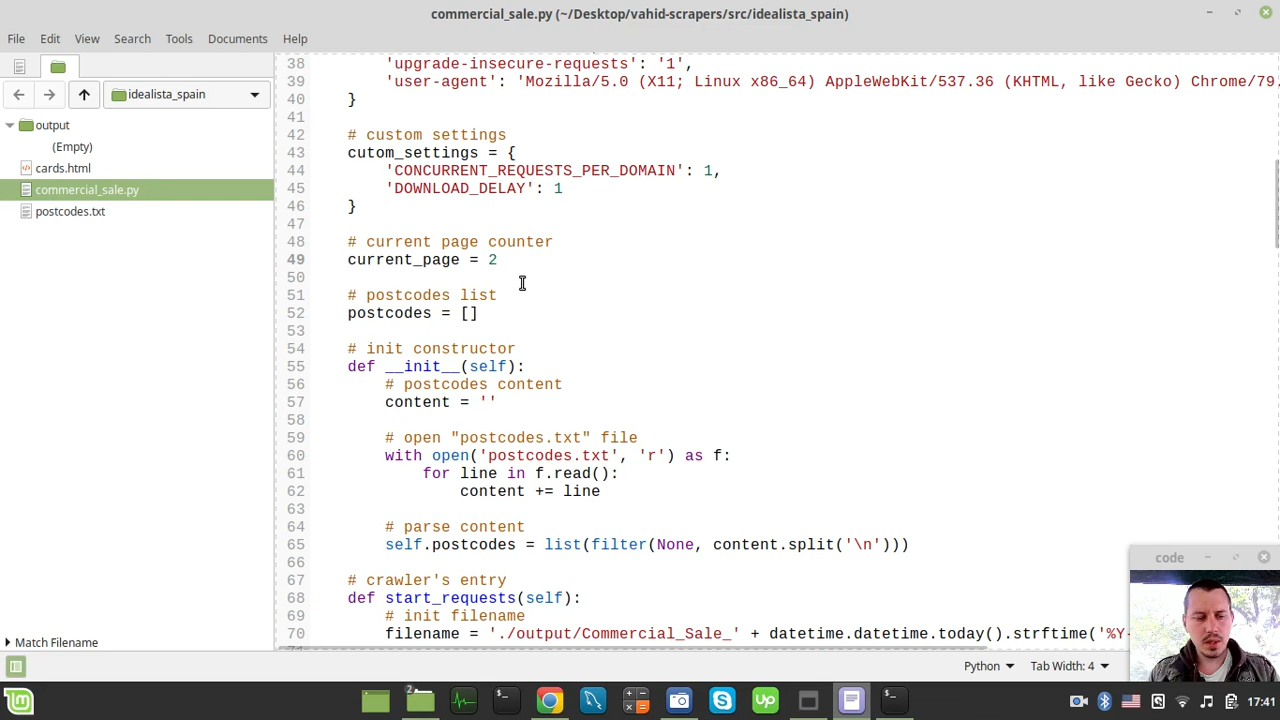 commercial_sale.py (~/Desktop/vahid-scrapers/src/idealista_spain)
File Edit View Search Tools Documents Help
idealista_spain
output
(Empty)
cards.html
commercial_sale.py
postcodes.txt
38 'upgrade-insecure-requests': '1',
39 'user-agent': 'Mozilla/5.0 (X11; Linux x86_64) AppleWebKit/537.36 (KHTML, like Gecko) Chrome/79.
40 }
41
42 # custom settings
43 cutom_settings = {
44 'CONCURRENT_REQUESTS_PER_DOMAIN': 1,
45 'DOWNLOAD_DELAY': 1
46 }
47
48 # current page counter
49 current_page = 2
50
51 # postcodes list
52 postcodes = []
53
54 # init constructor
55 def __init__(self):
56 # postcodes content
57 content = ''
58
59 # open "postcodes.txt" file
60 with open('postcodes.txt', 'r') as f:
61 for line in f.read():
62 content += line
63
64 # parse content
65 self.postcodes = list(filter(None, content.split('\n')))
66
67 # crawler's entry
68 def start_requests(self):
69 # init filename
70 filename = './output/Commercial_Sale_' + datetime.datetime.today().strftime('%Y-
code
Match Filename
Python Tab Width: 4
2
Up
17:41